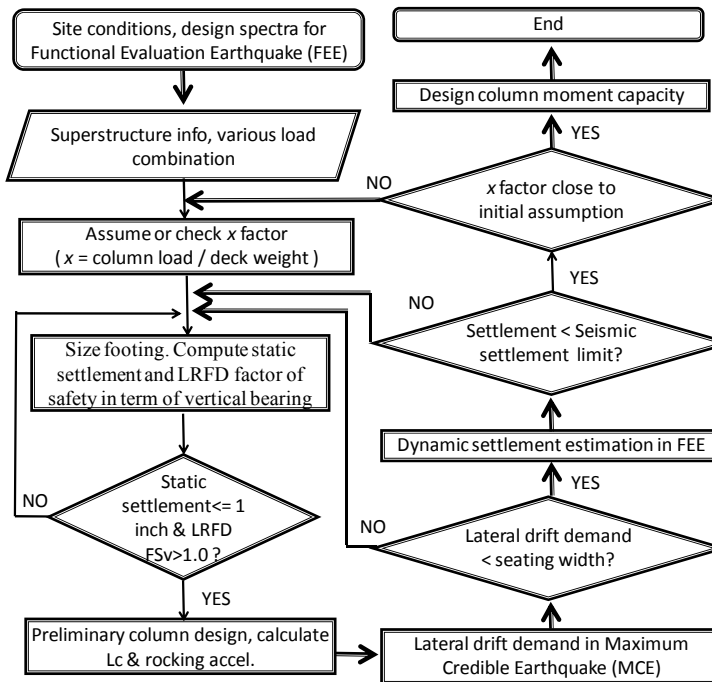 Site conditions, design spectra for
Functional Evaluation Earthquake (FEE)
Superstructure info, various load
combination
Assume or check x factor
( x = column load / deck weight )
Size footing. Compute static
settlement and LRFD factor of
safety in term of vertical bearing
Static
settlement<= 1
inch & LRFD
FSv>1.0 ?
NO
YES
Preliminary column design, calculate
Lc & rocking accel.
Lateral drift demand in Maximum
Credible Earthquake (MCE)
Lateral drift demand
< seating width?
NO
YES
Dynamic settlement estimation in FEE
Settlement < Seismic
settlement limit?
NO
YES
x factor close to
initial assumption
NO
YES
Design column moment capacity
End